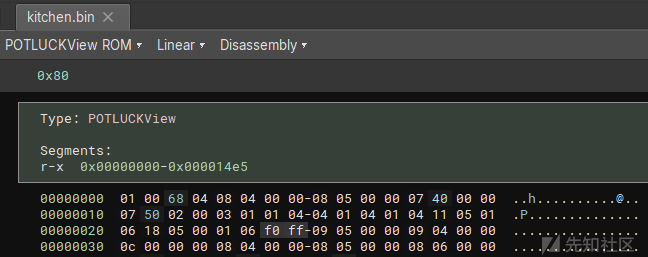 kitchen.bin ✕
POTLUCKView ROM ▾ Linear ▾ Disassembly ▾
0x80
Type: POTLUCKView
Segments:
r-x 0x00000000-0x000014e5
00000000 01 00 68 04 08 04 00 00-08 05 00 00 07 40 00 00 ..h..........@..
00000010 07 50 02 00 03 01 01 04-04 01 04 01 04 11 05 01 .P..............
00000020 06 18 05 00 01 06 f0 ff-09 05 00 00 09 04 00 00 ................
00000030 0c 00 00 00 08 04 00 00-08 05 00 00 08 06 00 00 ................
先知社区